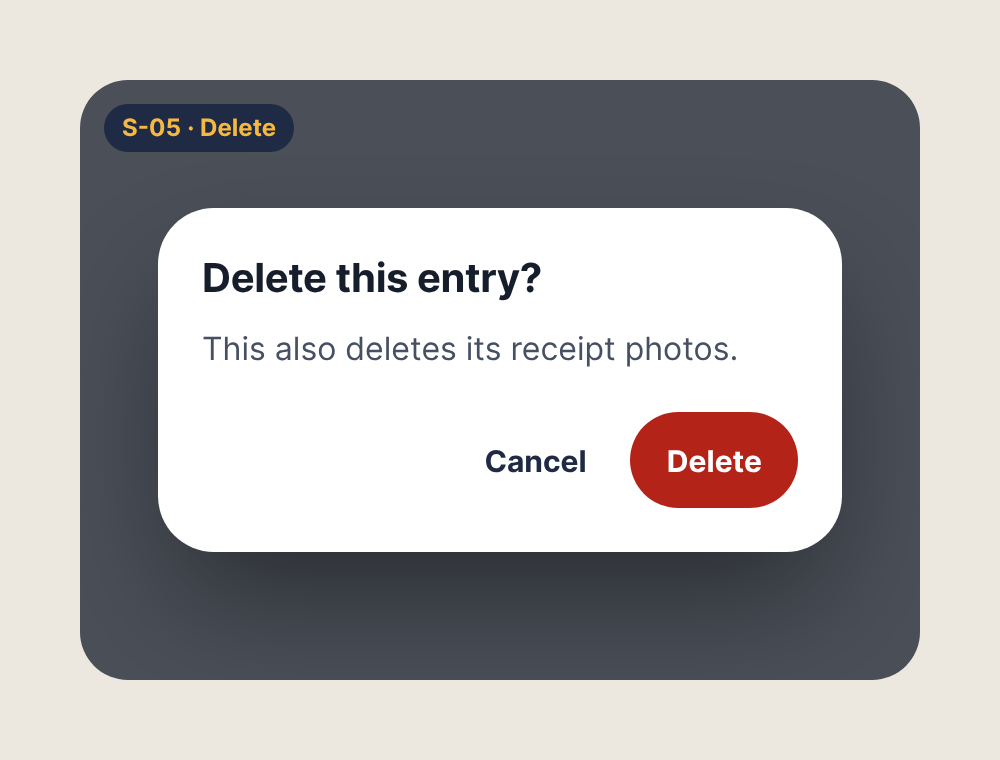 S-05 · Delete
Delete this entry?
This also deletes its receipt photos.
Cancel
Delete